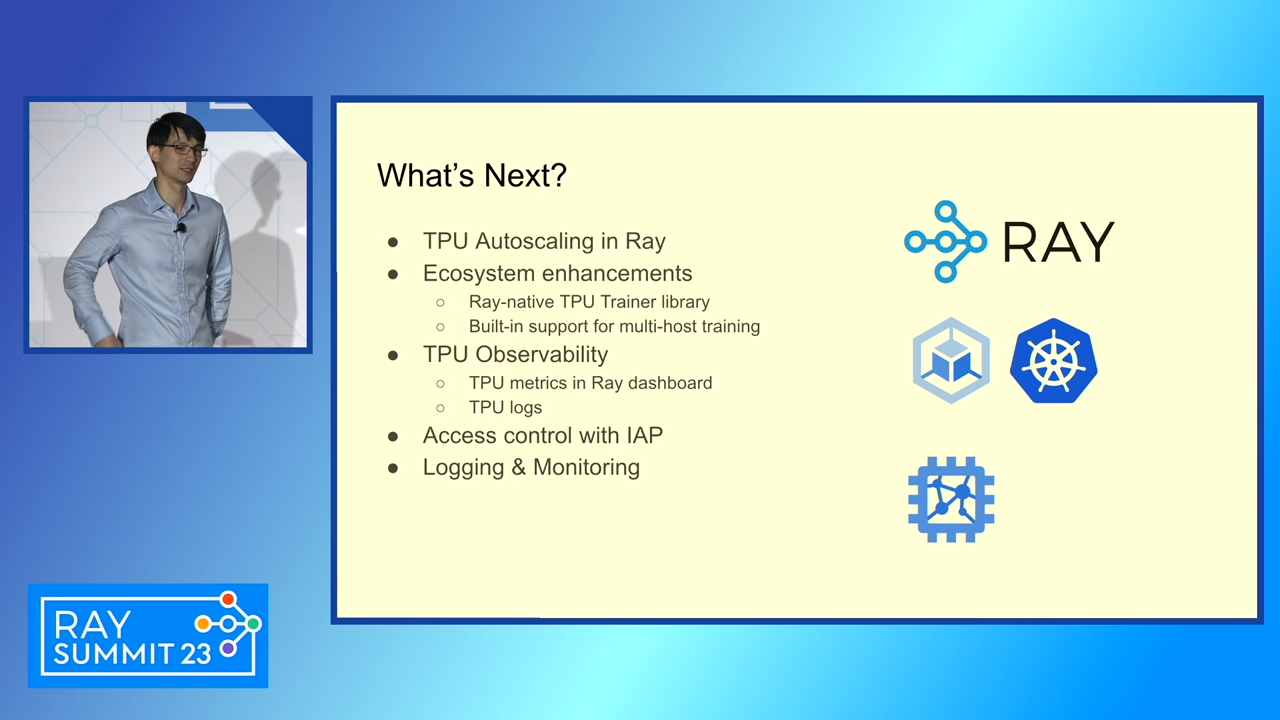 What's Next?
● TPU Autoscaling in Ray
● Ecosystem enhancements
○ Ray-native TPU Trainer library
○ Built-in support for multi-host training
● TPU Observability
○ TPU metrics in Ray dashboard
○ TPU logs
● Access control with IAP
● Logging & Monitoring
RAY
RAY
SUMMIT 23